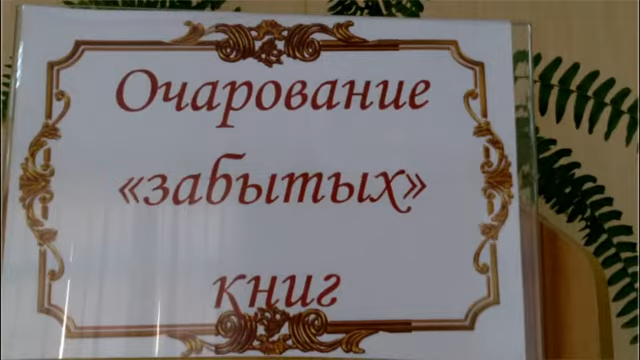 Очарование
«забытых»
книг